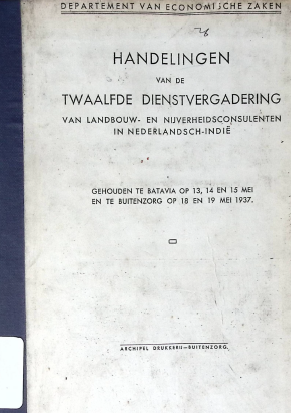 DEPARTEMENT VAN ECONOMISCHE ZAKEN
HANDELINGEN
VAN DE
TWAALFDE DIENSTVERGADERING
VAN LANDBOUW- EN NIJVERHEIDSCONSULENTEN
IN NEDERLANDSCH-INDIË
GEHOUDEN TE BATAVIA OP 13, 14 EN 15 MEI
EN TE BUITENZORG OP 18 EN 19 MEI 1937.
ARCHIPEL DRUKKERIJ—BUITENZORG.